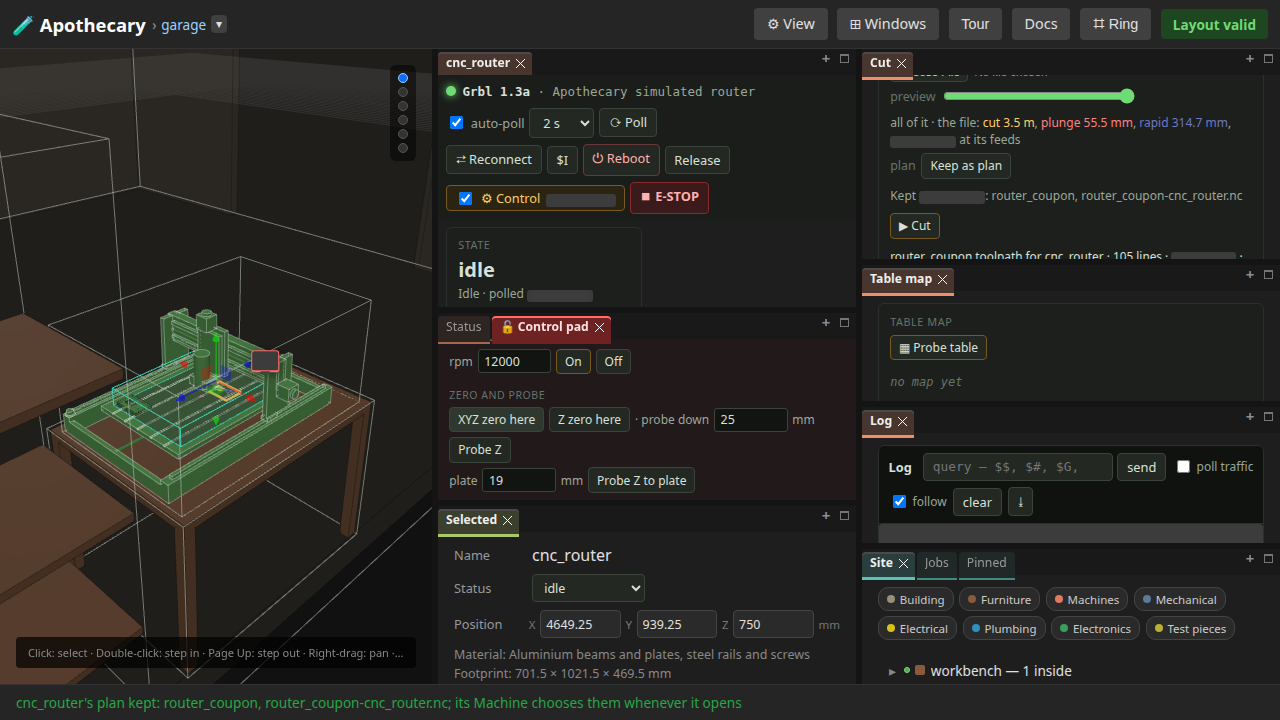 🧪 Apothecary › garage ▾
⚙ View
⊞ Windows
Tour
Docs
⌗ Ring
Layout valid
Click: select · Double-click: step in · Page Up: step out · Right-drag: pan ·…
cnc_router
Grbl 1.3a · Apothecary simulated router
auto-poll 2 s ⟳ Poll
⇄ Reconnect $I ⏻ Reboot Release
⚙ Control ■ E-STOP
STATE
idle
Idle · polled
Status 🔓 Control pad
rpm 12000 On Off
ZERO AND PROBE
XYZ zero here Z zero here · probe down 25 mm
Probe Z
plate 19 mm Probe Z to plate
Selected
Name cnc_router
Status idle
Position X 4649.25 Y 939.25 Z 750 mm
Material: Aluminium beams and plates, steel rails and screws
Footprint: 701.5 × 1021.5 × 469.5 mm
Cut
preview
all of it · the file: cut 3.5 m, plunge 55.5 mm, rapid 314.7 mm,
at its feeds
plan Keep as plan
Kept : router_coupon, router_coupon-cnc_router.nc
▶ Cut
router_coupon toolpath for cnc_router · 105 lines · :
Table map
TABLE MAP
▦ Probe table
no map yet
Log
Log query — $$, $#, $G, send poll traffic
follow clear ⭳
Site Jobs Pinned
Building Furniture Machines Mechanical
Electrical Plumbing Electronics Test pieces
▸ workbench — 1 inside
cnc_router's plan kept: router_coupon, router_coupon-cnc_router.nc; its Machine chooses them whenever it opens